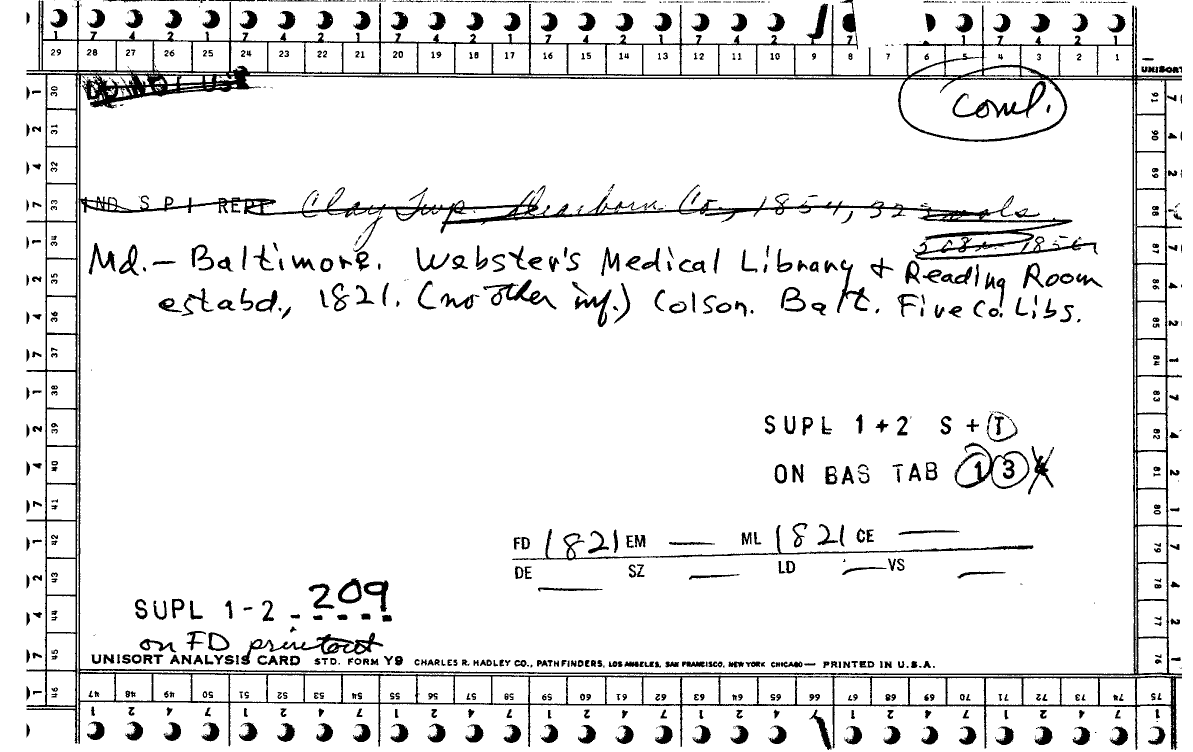 1 7 4 2 1 7 4 2 1 7 4 2 1 7 4 2 1 7 4 2 1 7 7 4 2 1
29 28 27 26 25 24 23 22 21 20 19 18 17 16 15 14 13 12 11 10 9 8 7 6 5 4 3 2 1
UNISORT
DO NOT USE
coml.
IND S P I REPT Clay Twp. Dearborn Co., 1854, 323 vols.
308 1856
Md. - Baltimore. Webster's Medical Library & Reading Room
estabd., 1821. (no other inf.) Colson. Balt. Five Co. Libs.
SUPL 1+2 S + T
ON BAS TAB 1 3 4
FD 1821 EM — ML 1821 CE —
DE — SZ — LD — VS —
SUPL 1-2 209
on FD printout
UNISORT ANALYSIS CARD STD. FORM Y9 CHARLES R. HADLEY CO., PATHFINDERS, LOS ANGELES, SAN FRANCISCO, NEW YORK CHICAGO — PRINTED IN U.S.A.
30 31 32 33 34 35 36 37 38 39 40 41 42 43 44 45 46
91 90 89 88 87 86 85 84 83 82 81 80 79 78 77 76
47 48 49 50 51 52 53 54 55 56 57 58 59 60 61 62 63 64 65 66 67 68 69 70 71 72 73 74 75